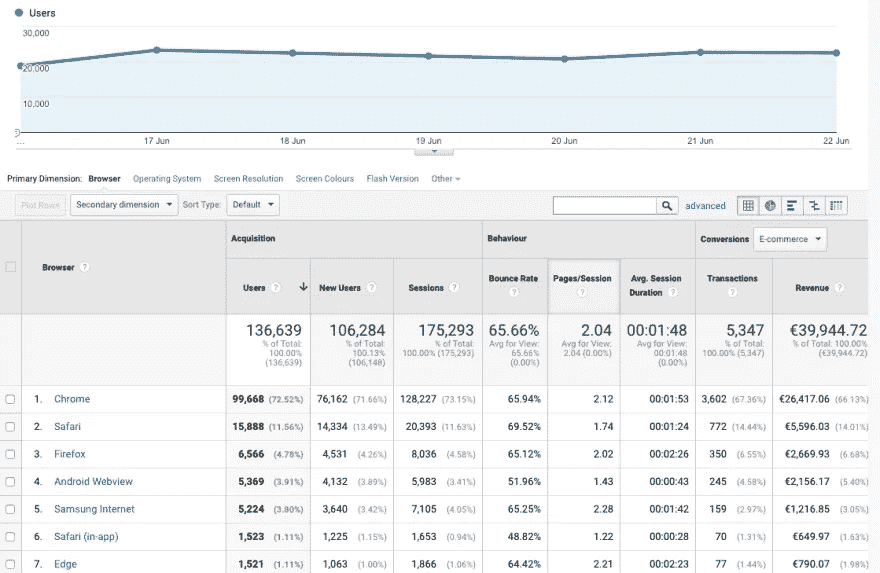 Users
30,000
20,000
10,000
...
17 Jun
18 Jun
19 Jun
20 Jun
21 Jun
22 Jun
Primary Dimension: Browser Operating System Screen Resolution Screen Colours Flash Version Other
Plot Rows Secondary dimension Sort Type: Default advanced
Acquisition Behaviour Conversions E-commerce
Browser ? Users ? New Users ? Sessions ? Bounce Rate ? Pages/Session ? Avg. Session Duration ? Transactions ? Revenue ?
136,639 106,284 175,293 65.66% 2.04 00:01:48 5,347 €39,944.72
% of Total: 100.00% (136,639)
% of Total: 100.13% (106,148)
% of Total: 100.00% (175,293)
Avg for View: 65.66% (0.00%)
Avg for View: 2.04 (0.00%)
Avg for View: 00:01:48 (0.00%)
% of Total: 100.00% (5,347)
% of Total: 100.00% (€39,944.72)
1. Chrome 99,668 (72.52%) 76,162 (71.66%) 128,227 (73.15%) 65.94% 2.12 00:01:53 3,602 (67.36%) €26,417.06 (66.13%)
2. Safari 15,888 (11.56%) 14,334 (13.49%) 20,393 (11.63%) 69.52% 1.74 00:01:24 772 (14.44%) €5,596.03 (14.01%)
3. Firefox 6,566 (4.78%) 4,531 (4.26%) 8,036 (4.58%) 65.12% 2.02 00:02:26 350 (6.55%) €2,669.93 (6.68%)
4. Android Webview 5,369 (3.91%) 4,132 (3.89%) 5,983 (3.41%) 51.96% 1.43 00:00:43 245 (4.58%) €2,156.17 (5.40%)
5. Samsung Internet 5,224 (3.80%) 3,640 (3.42%) 7,105 (4.05%) 65.25% 2.28 00:01:42 159 (2.97%) €1,216.85 (3.05%)
6. Safari (in-app) 1,523 (1.11%) 1,225 (1.15%) 1,653 (0.94%) 48.82% 1.22 00:00:28 70 (1.31%) €649.97 (1.63%)
7. Edge 1,521 (1.11%) 1,063 (1.00%) 1,866 (1.06%) 64.42% 2.21 00:02:23 77 (1.44%) €790.07 (1.98%)